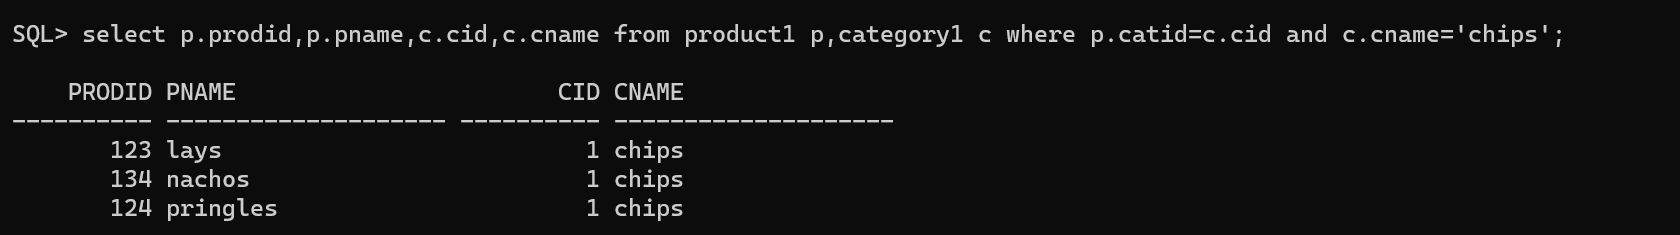 SQL> select p.prodid,p.pname,c.cid,c.cname from product1 p,category1 c where p.catid=c.cid and c.cname='chips';
    PRODID PNAME                       CID CNAME
---------- -------------------- ---------- --------------------
       123 lays                          1 chips
       134 nachos                        1 chips
       124 pringles                      1 chips